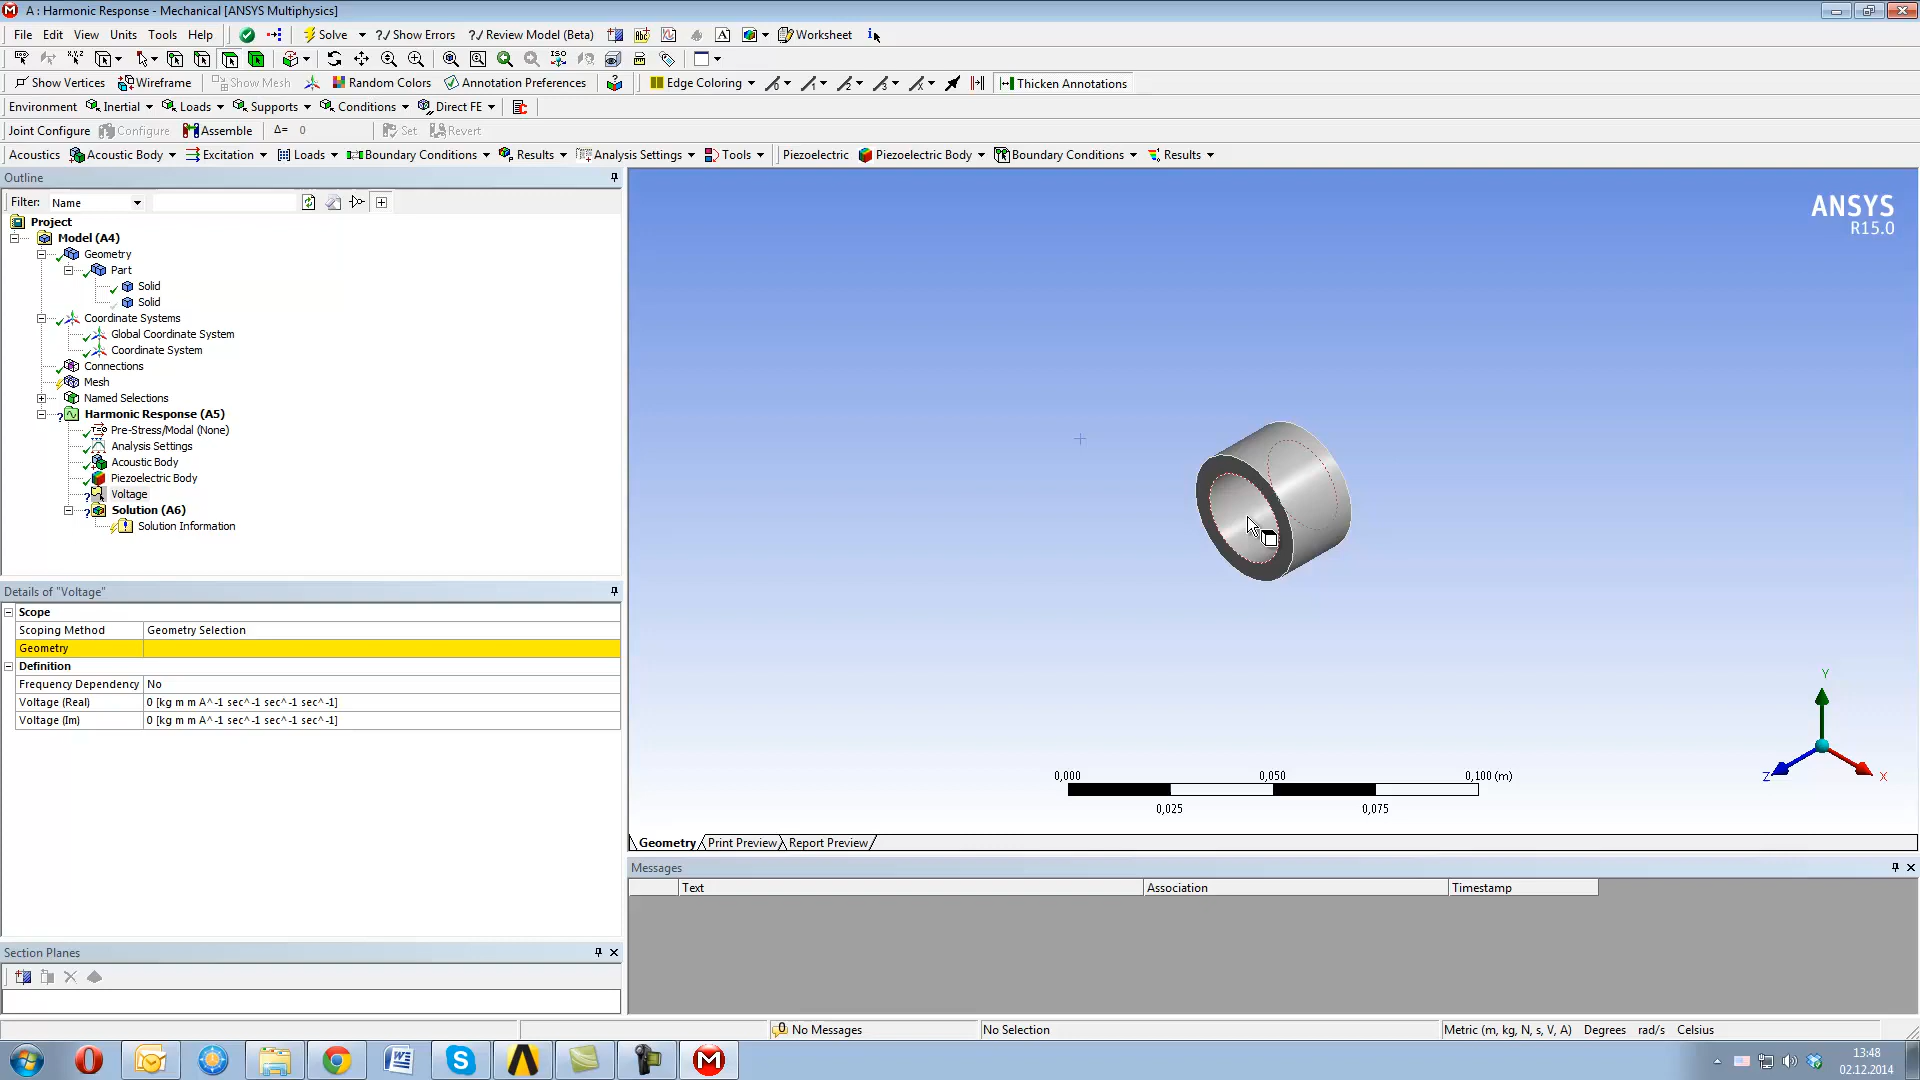 A : Harmonic Response - Mechanical [ANSYS Multiphysics]
File Edit View Units Tools Help Solve ?/ Show Errors ?/ Review Model (Beta) A Worksheet
Show Vertices Wireframe Show Mesh Random Colors Annotation Preferences Edge Coloring Thicken Annotations
Environment Inertial Loads Supports Conditions Direct FE
Joint Configure Configure Assemble Δ= 0 Set Revert
Acoustics Acoustic Body Excitation Loads Boundary Conditions Results Analysis Settings Tools Piezoelectric Piezoelectric Body Boundary Conditions Results
Outline
Filter: Name
Project
Model (A4)
Geometry
Part
Solid
Solid
Coordinate Systems
Global Coordinate System
Coordinate System
Connections
Mesh
Named Selections
Harmonic Response (A5)
Pre-Stress/Modal (None)
Analysis Settings
Acoustic Body
Piezoelectric Body
Voltage
Solution (A6)
Solution Information
Details of "Voltage"
Scope
Scoping Method Geometry Selection
Geometry
Definition
Frequency Dependency No
Voltage (Real) 0 [kg m m A^-1 sec^-1 sec^-1 sec^-1]
Voltage (Im) 0 [kg m m A^-1 sec^-1 sec^-1 sec^-1]
Section Planes
ANSYS
R15.0
Y
Z
X
0,000 0,050 0,100 (m)
0,025 0,075
Geometry Print Preview Report Preview
Messages
Text Association Timestamp
0 No Messages No Selection Metric (m, kg, N, s, V, A) Degrees rad/s Celsius
13:48
02.12.2014